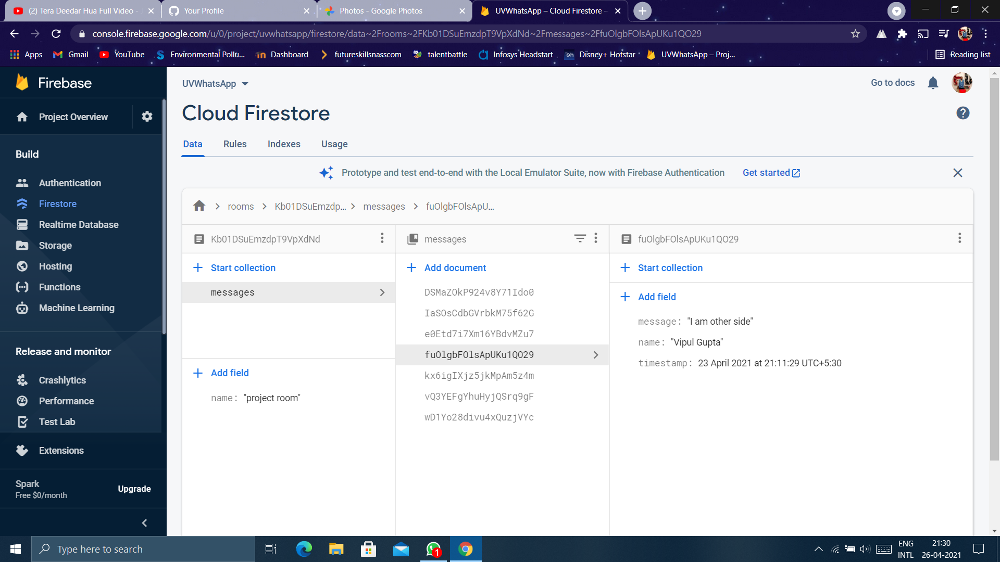 (2) Tera Deedar Hua Full Video -
Your Profile
Photos - Google Photos
UVWhatsApp – Cloud Firestore –
console.firebase.google.com/u/0/project/uvwhatsapp/firestore/data~2Frooms~2FKb01DSuEmzdpT9VpXdNd~2Fmessages~2FfuOlgbFOlsApUKu1QO29
Apps
Gmail
YouTube
Environmental Pollu...
Dashboard
futureskillsnasscom
talentbattle
Infosys Headstart
Disney+ Hotstar
UVWhatsApp – Proj...
Reading list
Firebase
UVWhatsApp
Go to docs
Project Overview
Cloud Firestore
Data
Rules
Indexes
Usage
Build
Authentication
Firestore
Realtime Database
Storage
Hosting
Functions
Machine Learning
Release and monitor
Crashlytics
Performance
Test Lab
Extensions
Spark
Free $0/month
Upgrade
Prototype and test end-to-end with the Local Emulator Suite, now with Firebase Authentication
Get started
rooms
Kb01DSuEmzdp...
messages
fuOlgbFOlsApU...
Kb01DSuEmzdpT9VpXdNd
Start collection
messages
Add field
name: "project room"
messages
Add document
DSMaZOkP924v8Y71Ido0
IaSOsCdbGVrbkM75f62G
e0Etd7i7Xm16YBdvMZu7
fuOlgbFOlsApUKu1QO29
kx6igIXjz5jkMpAm5z4m
vQ3YEFgYhuHyjQSrq9gF
wD1Yo28divu4xQuzjVYc
fuOlgbFOlsApUKu1QO29
Start collection
Add field
message: "I am other side"
name: "Vipul Gupta"
timestamp: 23 April 2021 at 21:11:29 UTC+5:30
Type here to search
1
ENG
INTL
21:30
26-04-2021